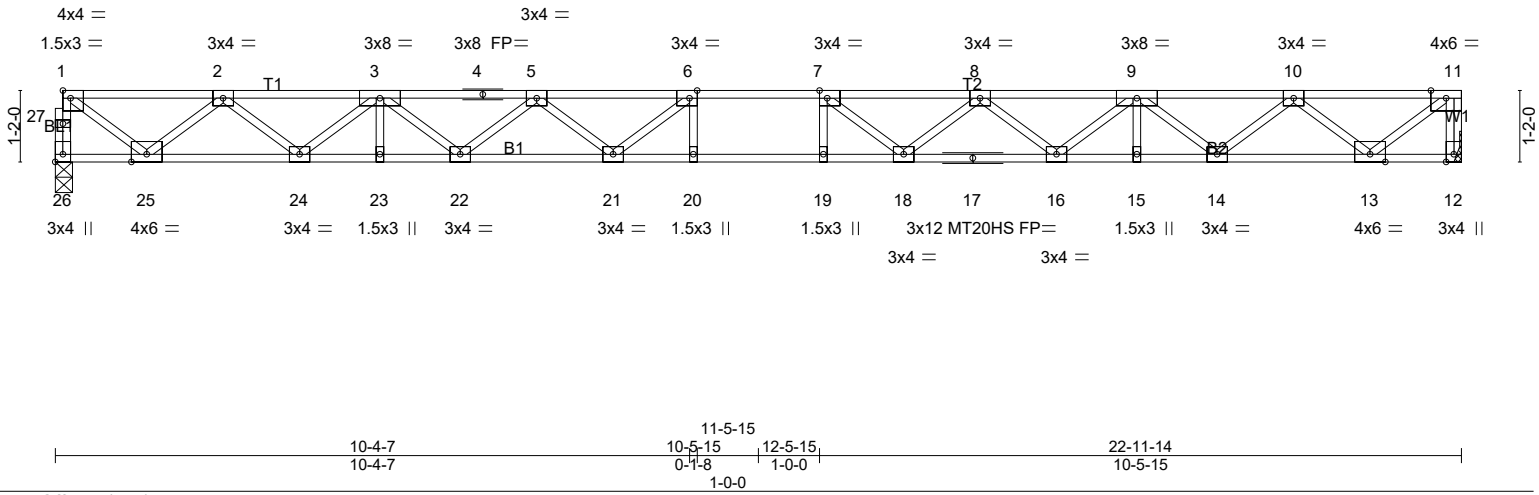 4x4 = 3x4 =
1.5x3 = 3x4 = 3x8 = 3x8 FP= 3x4 = 3x4 = 3x4 = 3x8 = 3x4 = 4x6 =
1 2 3 4 5 6 7 8 9 10 11
T1 T2
1-2-0 27 W1 1-2-0
B1
26 25 24 23 22 21 20 19 18 17 16 15 14 13 12
3x4 || 4x6 = 3x4 = 1.5x3 || 3x4 = 3x4 = 1.5x3 || 1.5x3 || 3x12 MT20HS FP= 1.5x3 || 3x4 = 4x6 = 3x4 ||
3x4 = 3x4 =
11-5-15
10-4-7 10-5-15 12-5-15 22-11-14
10-4-7 0-1-8 1-0-0 10-5-15
1-0-0